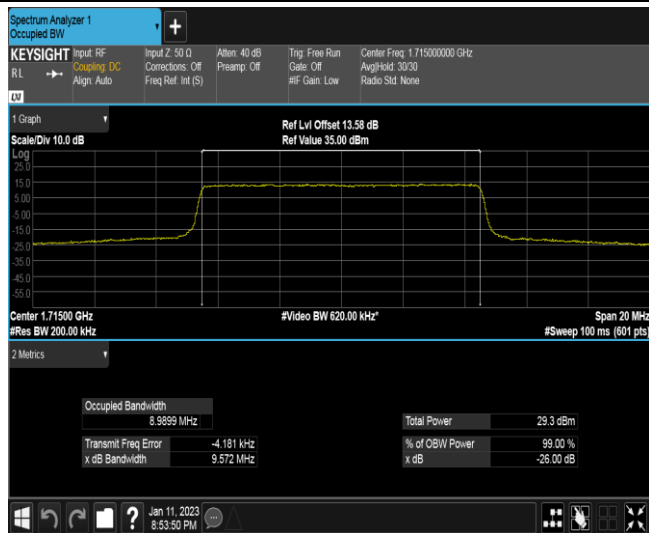 Spectrum Analyzer 1
Occupied BW
+
KEYSIGHT
RL
Input: RF
Coupling: DC
Align: Auto
Input Z: 50 Ω
Corrections: Off
Freq Ref: Int (S)
Atten: 40 dB
Preamp: Off
Trig: Free Run
Gate: Off
#IF Gain: Low
Center Freq: 1.715000000 GHz
Avg|Hold: 30/30
Radio Std: None
1 Graph
Scale/Div 10.0 dB
Ref Lvl Offset 13.58 dB
Ref Value 35.00 dBm
Log
25.0
15.0
5.00
-5.00
-15.0
-25.0
-35.0
-45.0
-55.0
Center 1.71500 GHz
#Res BW 200.00 kHz
#Video BW 620.00 kHz*
Span 20 MHz
#Sweep 100 ms (601 pts)
2 Metrics
Occupied Bandwidth
8.9899 MHz
Transmit Freq Error -4.181 kHz
x dB Bandwidth 9.572 MHz
Total Power 29.3 dBm
% of OBW Power 99.00 %
x dB -26.00 dB
?
Jan 11, 2023
8:53:50 PM